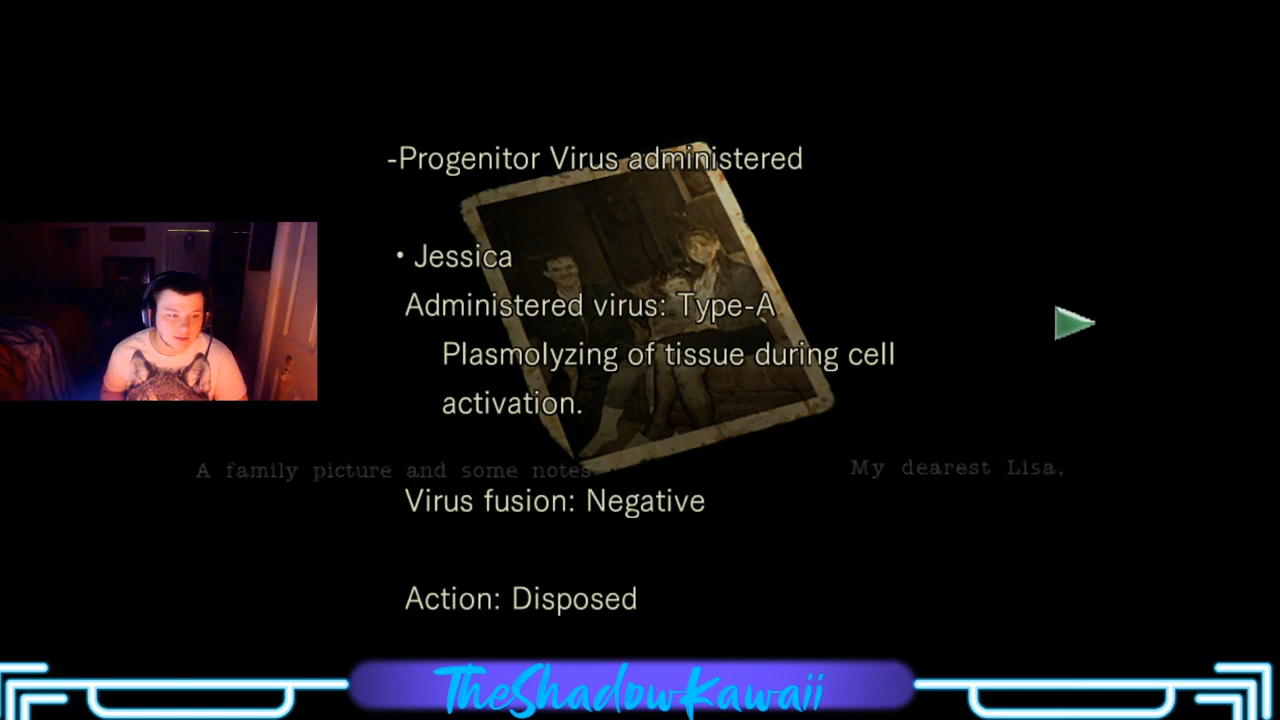 -Progenitor Virus administered
• Jessica
Administered virus: Type-A
Plasmolyzing of tissue during cell
activation.
A family picture and some notes
My dearest Lisa,
Virus fusion: Negative
Action: Disposed
TheShadowKawaii